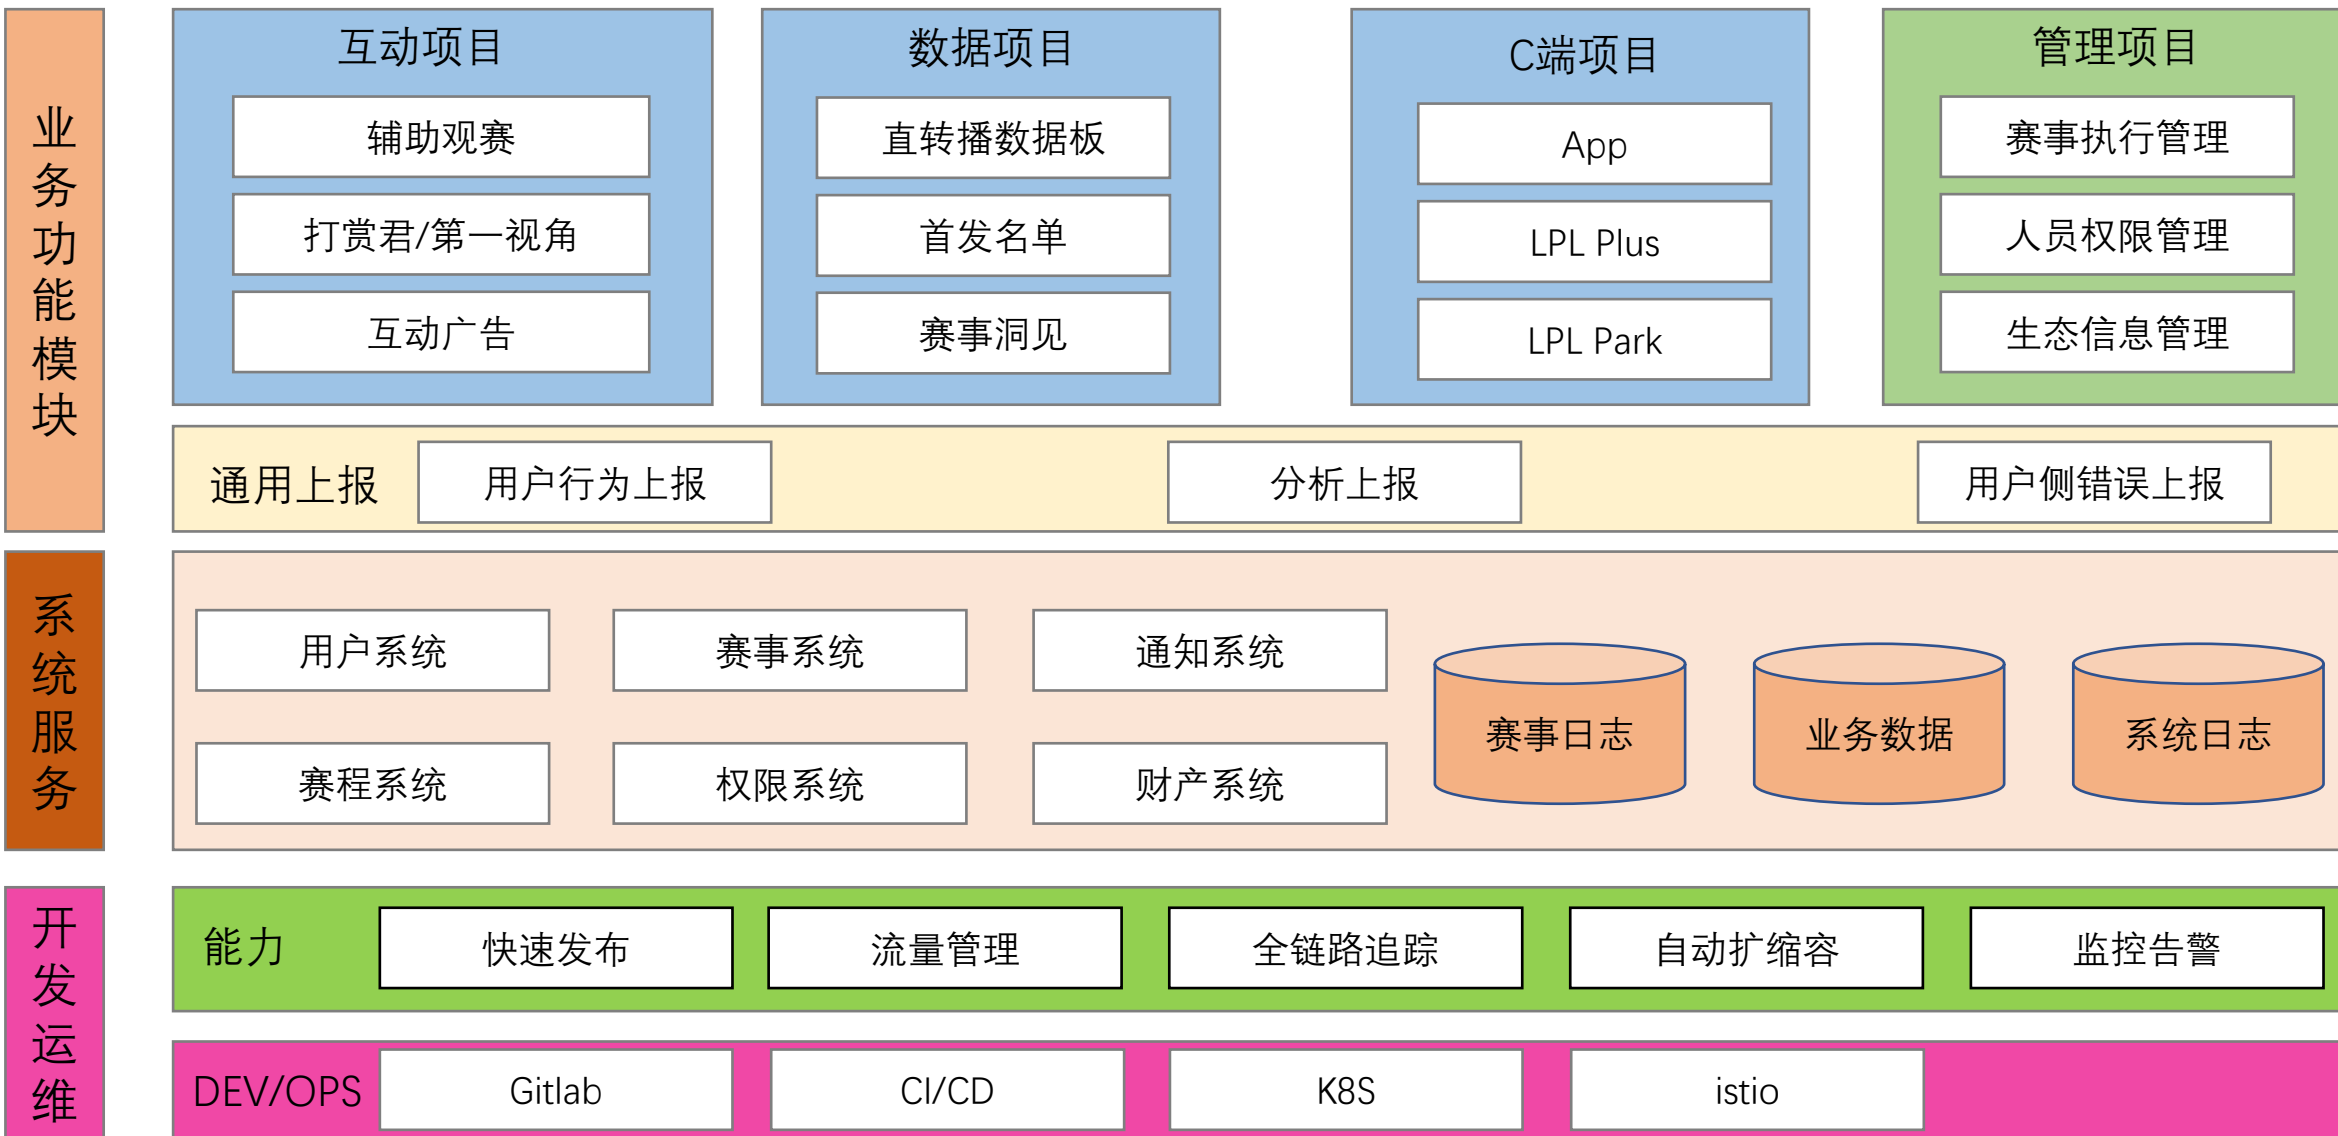 业务功能模块
互动项目
辅助观赛
打赏君/第一视角
互动广告
数据项目
直转播数据板
首发名单
赛事洞见
C端项目
App
LPL Plus
LPL Park
管理项目
赛事执行管理
人员权限管理
生态信息管理
通用上报
用户行为上报
分析上报
用户侧错误上报
系统服务
用户系统
赛事系统
通知系统
赛程系统
权限系统
财产系统
赛事日志
业务数据
系统日志
开发运维
能力
快速发布
流量管理
全链路追踪
自动扩缩容
监控告警
DEV/OPS
Gitlab
CI/CD
K8S
istio